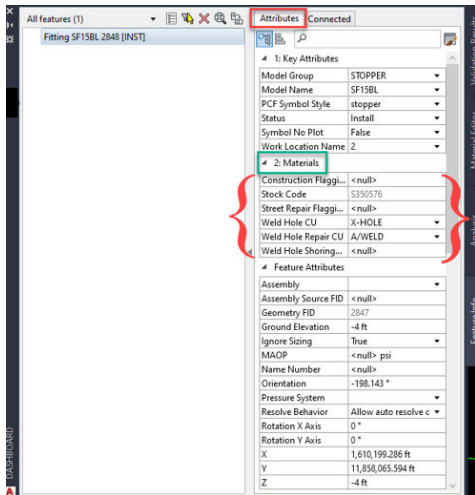 All features (1)
Fitting SF15BL 2848 [INST]
Attributes Connected
1: Key Attributes
Model Group STOPPER
Model Name SF15BL
PCF Symbol Style stopper
Status Install
Symbol No Plot False
Work Location Name 2
2: Materials
Construction Flaggi... <null>
Stock Code S350576
Street Repair Flaggi... <null>
Weld Hole CU X-HOLE
Weld Hole Repair CU A/WELD
Weld Hole Shoring... <null>
Feature Attributes
Assembly
Assembly Source FID <null>
Geometry FID 2847
Ground Elevation -4 ft
Ignore Sizing True
MAOP <null> psi
Name Number <null>
Orientation -198.143 °
Pressure System
Resolve Behavior Allow auto resolve c
Rotation X Axis 0 °
Rotation Y Axis 0 °
X 1,610,199.286 ft
Y 11,858,065.594 ft
Z -4 ft
DASHBOARD
Material Editor
Analysis
Feature Info